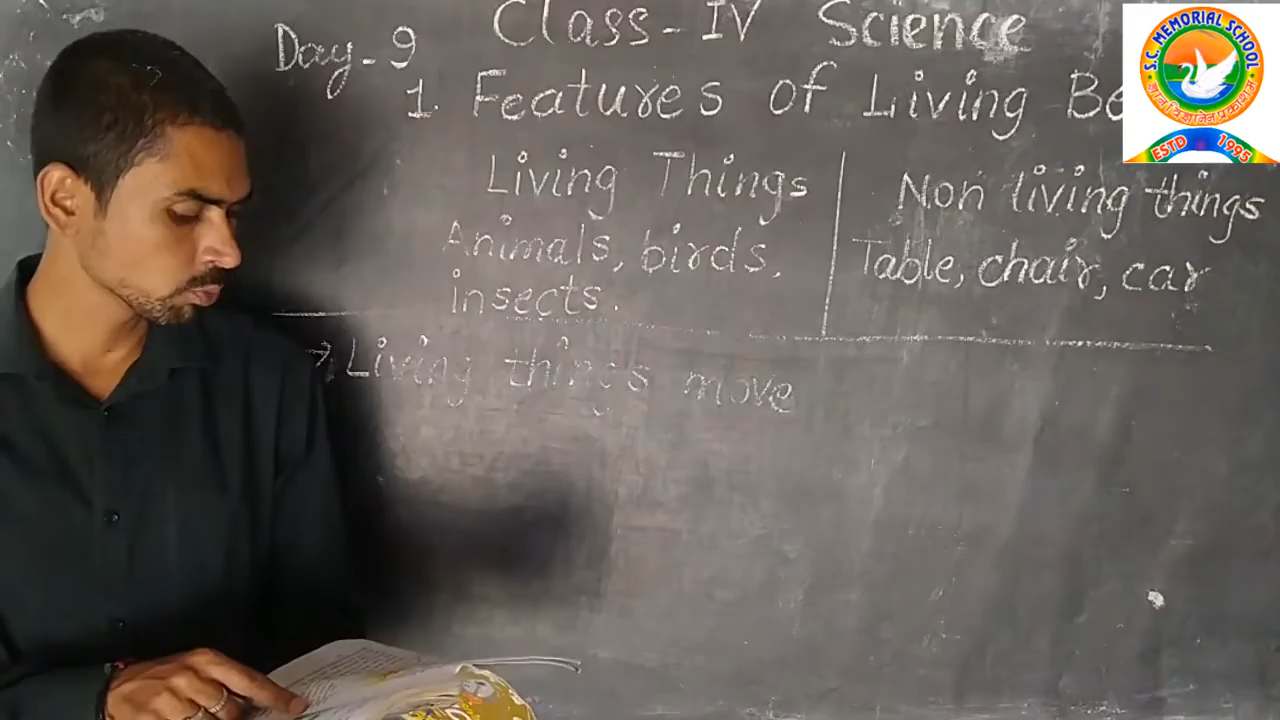 Class-IV Science
Day-9
1. Features of Living Be
Living Things
Non living things
Animals, birds,
insects.
Table, chair, car
→ Living things move
S.C. MEMORIAL SCHOOL
ESTD 1995